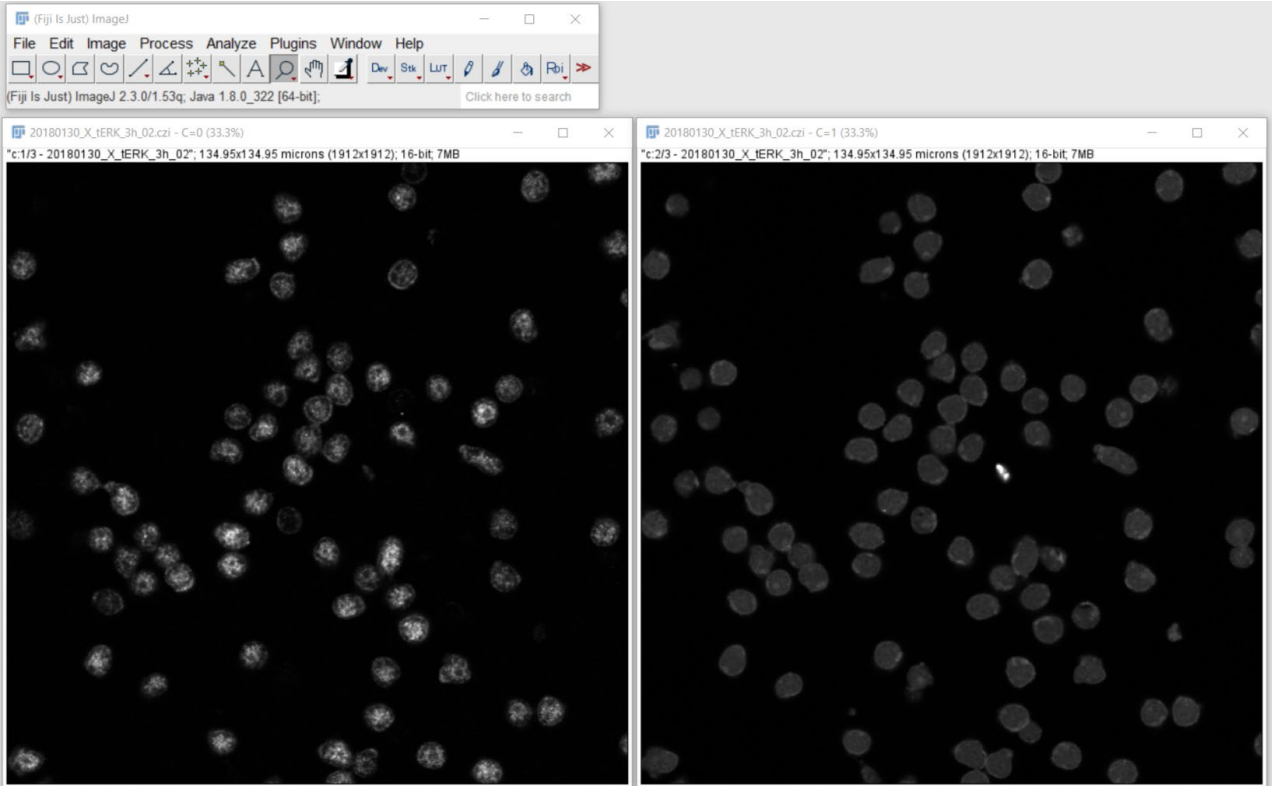 (Fiji Is Just) ImageJ
File Edit Image Process Analyze Plugins Window Help
A Dev Stk LUT Roi >>
(Fiji Is Just) ImageJ 2.3.0/1.53q; Java 1.8.0_322 [64-bit]; Click here to search
20180130_X_tERK_3h_02.czi - C=0 (33.3%)
"c:1/3 - 20180130_X_tERK_3h_02"; 134.95x134.95 microns (1912x1912); 16-bit; 7MB
20180130_X_tERK_3h_02.czi - C=1 (33.3%)
"c:2/3 - 20180130_X_tERK_3h_02"; 134.95x134.95 microns (1912x1912); 16-bit; 7MB